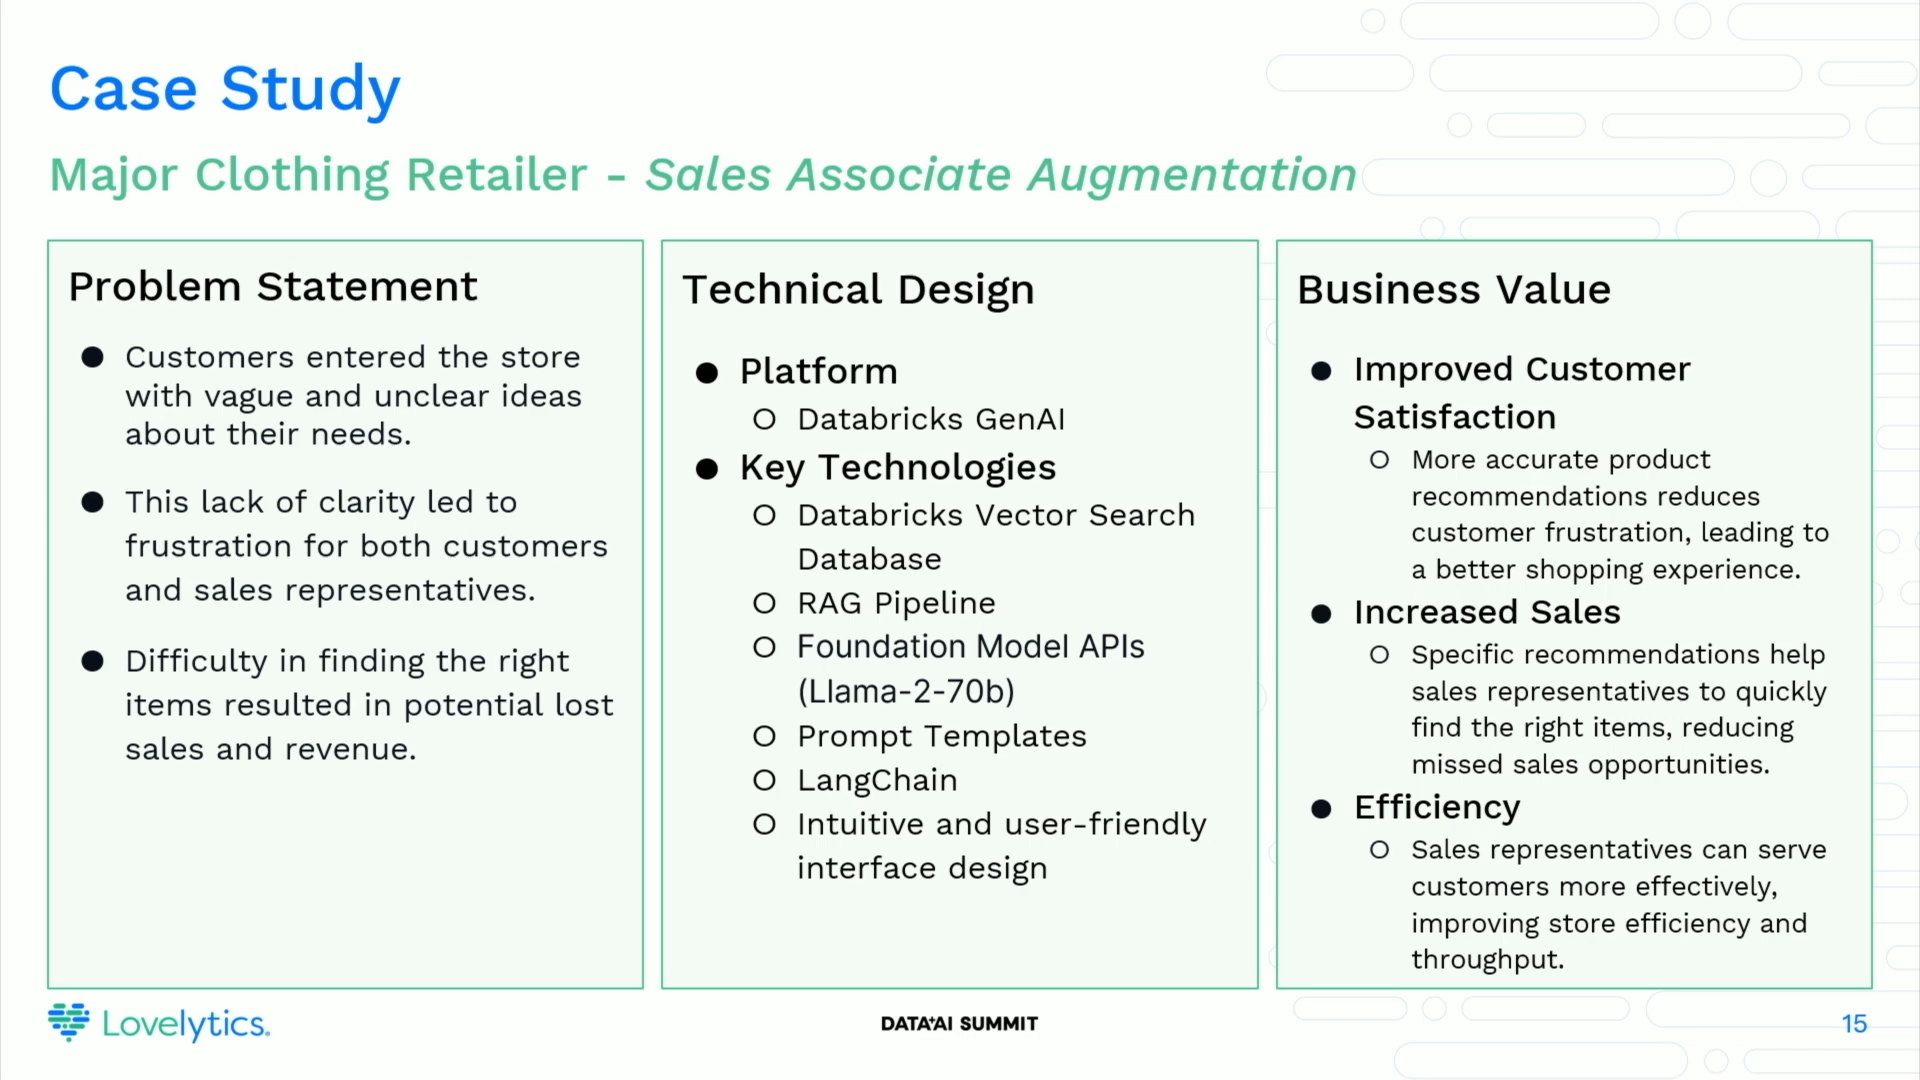 Case Study
Major Clothing Retailer - Sales Associate Augmentation
Problem Statement
● Customers entered the store
with vague and unclear ideas
about their needs.
● This lack of clarity led to
frustration for both customers
and sales representatives.
● Difficulty in finding the right
items resulted in potential lost
sales and revenue.
Technical Design
● Platform
○ Databricks GenAI
● Key Technologies
○ Databricks Vector Search
Database
○ RAG Pipeline
○ Foundation Model APIs
(Llama-2-70b)
○ Prompt Templates
○ LangChain
○ Intuitive and user-friendly
interface design
Business Value
● Improved Customer
Satisfaction
○ More accurate product
recommendations reduces
customer frustration, leading to
a better shopping experience.
● Increased Sales
○ Specific recommendations help
sales representatives to quickly
find the right items, reducing
missed sales opportunities.
● Efficiency
○ Sales representatives can serve
customers more effectively,
improving store efficiency and
throughput.
Lovelytics.
DATA+AI SUMMIT
15